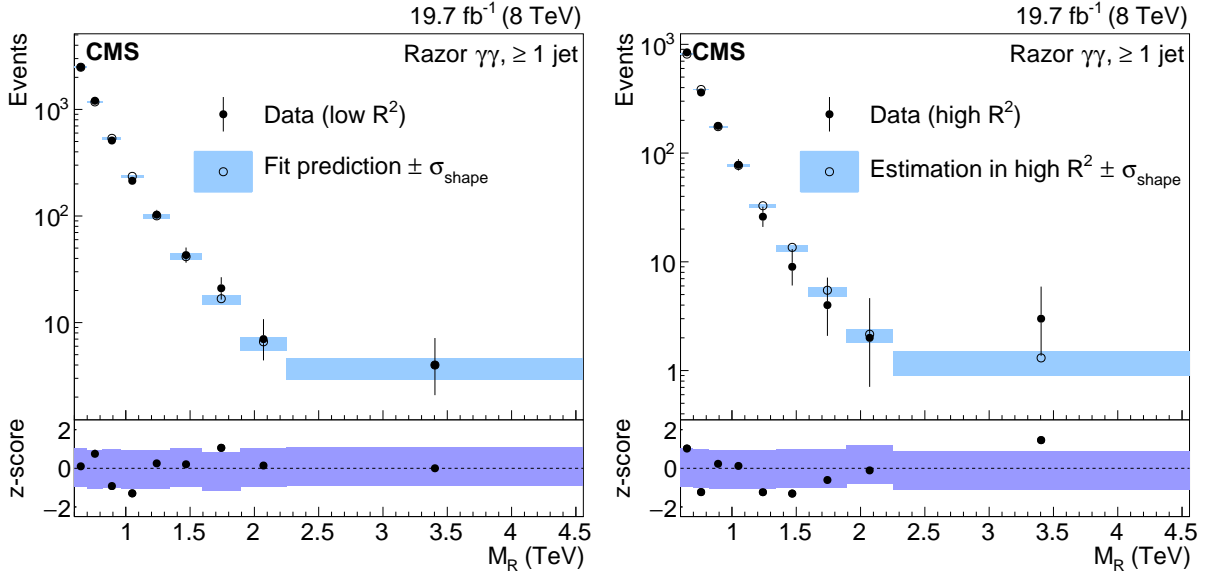 19.7 fb⁻¹ (8 TeV)
CMS
Razor γγ, ≥ 1 jet
Data (low R²)
Fit prediction ± σ_shape
Events
10³
10²
10
z-score
2
0
−2
1
1.5
2
2.5
3
3.5
4
4.5
M_R (TeV)
19.7 fb⁻¹ (8 TeV)
CMS
Razor γγ, ≥ 1 jet
Data (high R²)
Estimation in high R² ± σ_shape
Events
10³
10²
10
1
z-score
2
0
−2
1
1.5
2
2.5
3
3.5
4
4.5
M_R (TeV)